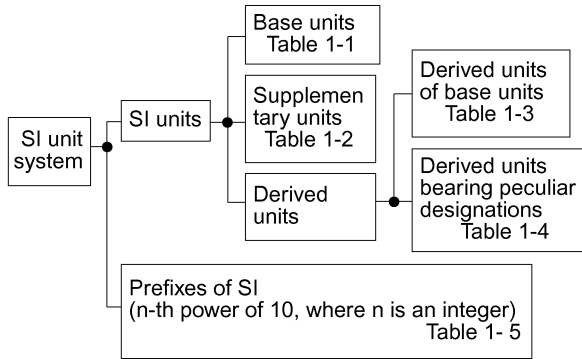 SI unit
system
SI units
Base units
Table 1-1
Supplemen
tary units
Table 1-2
Derived
units
Derived units
of base units
Table 1-3
Derived units
bearing peculiar
designations
Table 1-4
Prefixes of SI
(n-th power of 10, where n is an integer)
Table 1- 5